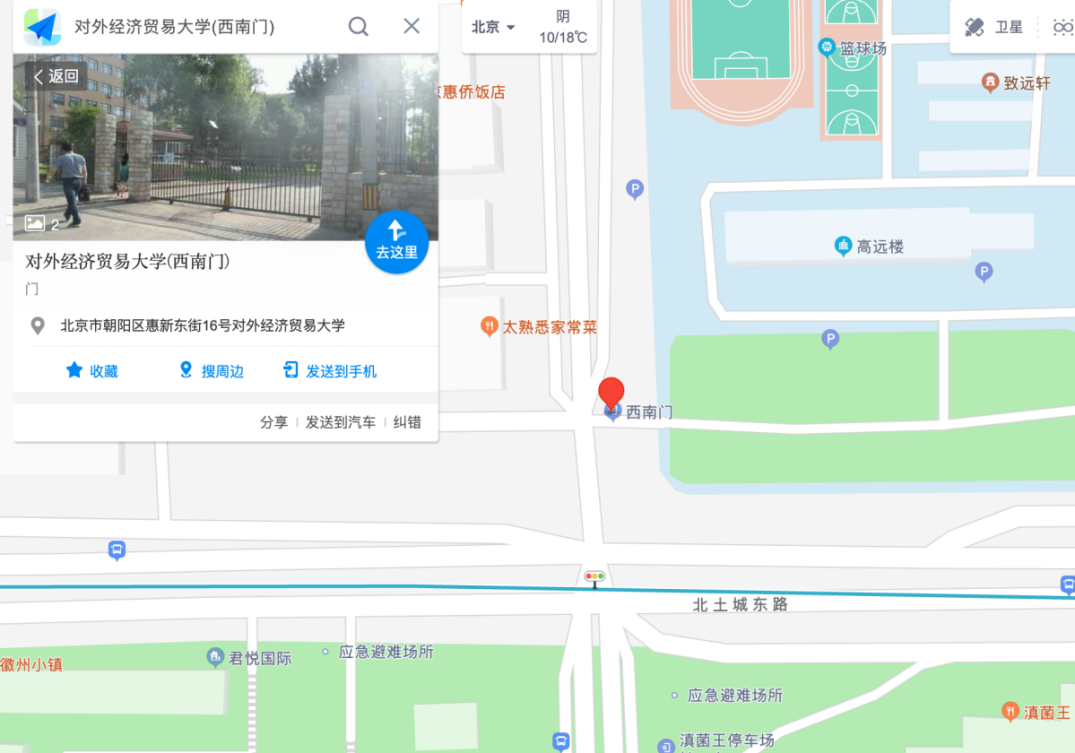 对外经济贸易大学(西南门)
返回
2
去这里
对外经济贸易大学(西南门)
门
北京市朝阳区惠新东街16号对外经济贸易大学
收藏
搜周边
发送到手机
分享
发送到汽车
纠错
北京
阴
10/18℃
卫星
篮球场
致远轩
惠侨饭店
P
高远楼
P
太熟悉家常菜
P
西南门
北土城东路
徽州小镇
君悦国际
应急避难场所
应急避难场所
滇菌王
滇菌王停车场